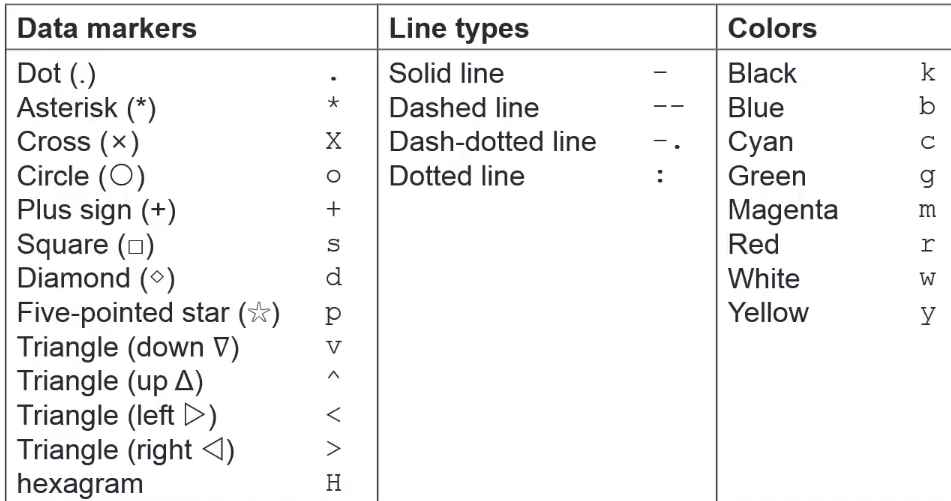 Data markers Line types Colors
Dot (.) . Solid line - Black k
Asterisk (*) * Dashed line -- Blue b
Cross (×) X Dash-dotted line -. Cyan c
Circle (○) o Dotted line : Green g
Plus sign (+) + Magenta m
Square (□) s Red r
Diamond (⋄) d White w
Five-pointed star (☆) p Yellow y
Triangle (down ∇) v
Triangle (up Δ) ^
Triangle (left ▷) <
Triangle (right ◁) >
hexagram H